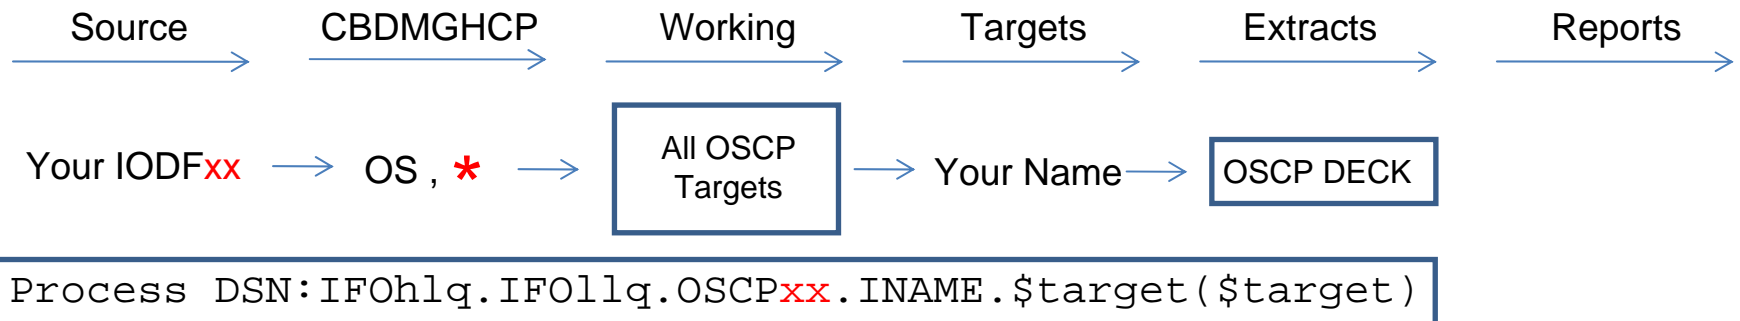 Source CBDMGHCP Working Targets Extracts Reports
Your IODFxx OS , * All OSCP Targets Your Name OSCP DECK
Process DSN:IFOhlq.IFOllq.OSCPxx.INAME.$target($target)